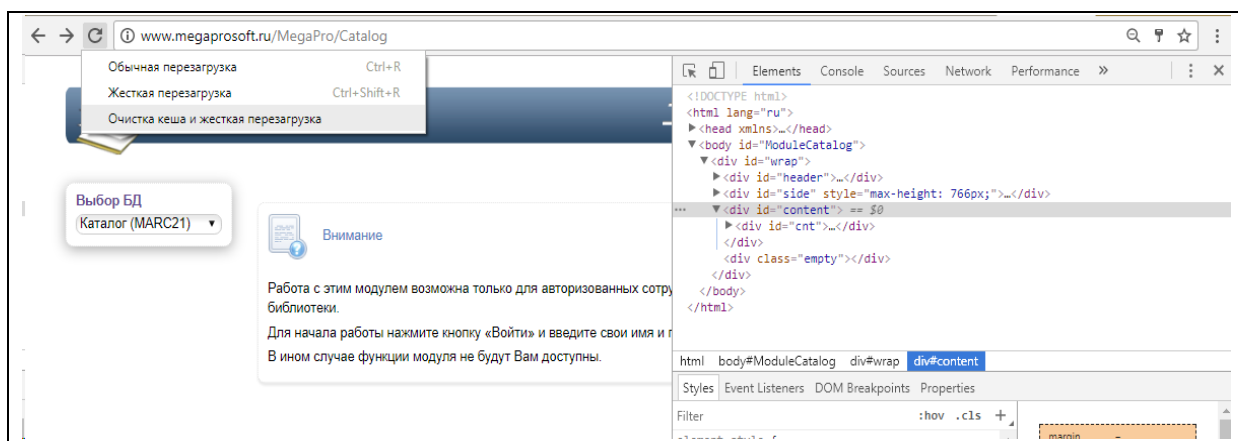 www.megaprosoft.ru/MegaPro/Catalog
Обычная перезагрузка Ctrl+R
Жесткая перезагрузка Ctrl+Shift+R
Очистка кеша и жесткая перезагрузка
Выбор БД
Каталог (MARC21)
Внимание
Работа с этим модулем возможна только для авторизованных сотру
библиотеки.
Для начала работы нажмите кнопку «Войти» и введите свои имя и п
В ином случае функции модуля не будут Вам доступны.
Elements Console Sources Network Performance »
<!DOCTYPE html>
<html lang="ru">
▶<head xmlns>…</head>
▼<body id="ModuleCatalog">
▼<div id="wrap">
▶<div id="header">…</div>
▶<div id="side" style="max-height: 766px;">…</div>
… ▼<div id="content"> == $0
▶<div id="cnt">…</div>
</div>
<div class="empty"></div>
</div>
</body>
</html>
html body#ModuleCatalog div#wrap div#content
Styles Event Listeners DOM Breakpoints Properties
Filter :hov .cls +
element.style {
margin –